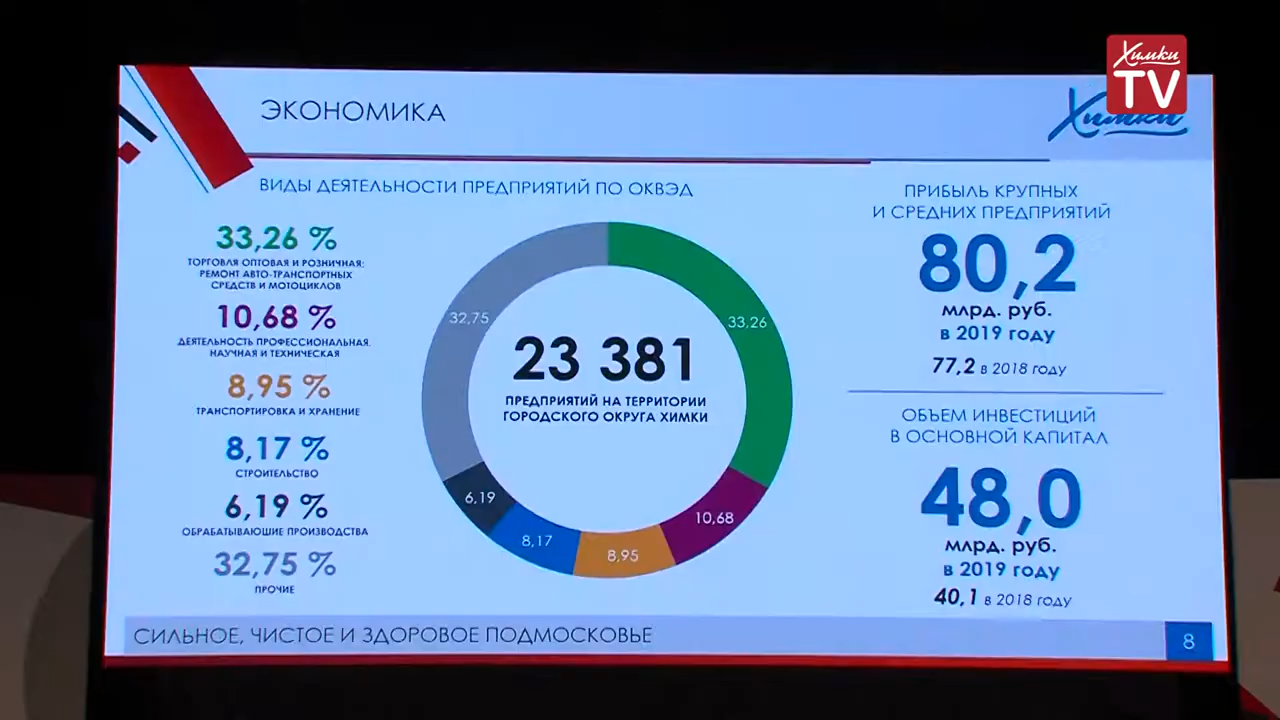 Химки
TV
ЭКОНОМИКА
Химки
ВИДЫ ДЕЯТЕЛЬНОСТИ ПРЕДПРИЯТИЙ ПО ОКВЭД
33,26 %
ТОРГОВЛЯ ОПТОВАЯ И РОЗНИЧНАЯ;
РЕМОНТ АВТО-ТРАНСПОРТНЫХ
СРЕДСТВ И МОТОЦИКЛОВ
10,68 %
ДЕЯТЕЛЬНОСТЬ ПРОФЕССИОНАЛЬНАЯ,
НАУЧНАЯ И ТЕХНИЧЕСКАЯ
8,95 %
ТРАНСПОРТИРОВКА И ХРАНЕНИЕ
8,17 %
СТРОИТЕЛЬСТВО
6,19 %
ОБРАБАТЫВАЮЩИЕ ПРОИЗВОДСТВА
32,75 %
ПРОЧИЕ
32,75
33,26
23 381
ПРЕДПРИЯТИЙ НА ТЕРРИТОРИИ
ГОРОДСКОГО ОКРУГА ХИМКИ
6,19
10,68
8,17
8,95
ПРИБЫЛЬ КРУПНЫХ
И СРЕДНИХ ПРЕДПРИЯТИЙ
80,2
млрд. руб.
в 2019 году
77,2 в 2018 году
ОБЪЕМ ИНВЕСТИЦИЙ
В ОСНОВНОЙ КАПИТАЛ
48,0
млрд. руб.
в 2019 году
40,1 в 2018 году
СИЛЬНОЕ, ЧИСТОЕ И ЗДОРОВОЕ ПОДМОСКОВЬЕ
8